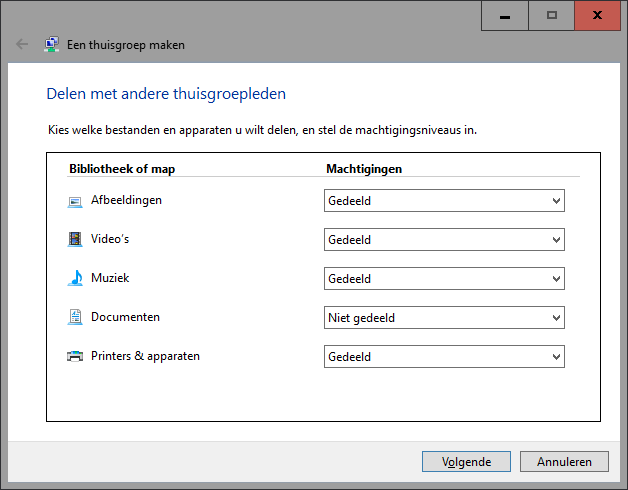 Een thuisgroep maken
Delen met andere thuisgroepleden
Kies welke bestanden en apparaten u wilt delen, en stel de machtigingsniveaus in.
Bibliotheek of map Machtigingen
Afbeeldingen Gedeeld
Video's Gedeeld
Muziek Gedeeld
Documenten Niet gedeeld
Printers & apparaten Gedeeld
Volgende Annuleren